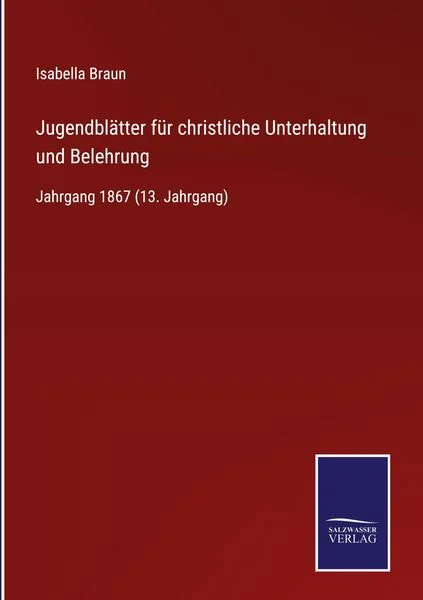 Isabella Braun
Jugendblätter für christliche Unterhaltung
und Belehrung
Jahrgang 1867 (13. Jahrgang)
SALZWASSER
VERLAG